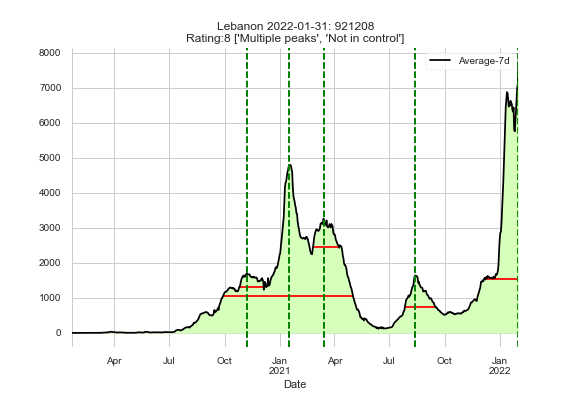 Lebanon 2022-01-31: 921208
Rating:8 ['Multiple peaks', 'Not in control']
Average-7d
8000
7000
6000
5000
4000
3000
2000
1000
0
Apr
Jul
Oct
Jan
2021
Apr
Jul
Oct
Jan
2022
Date